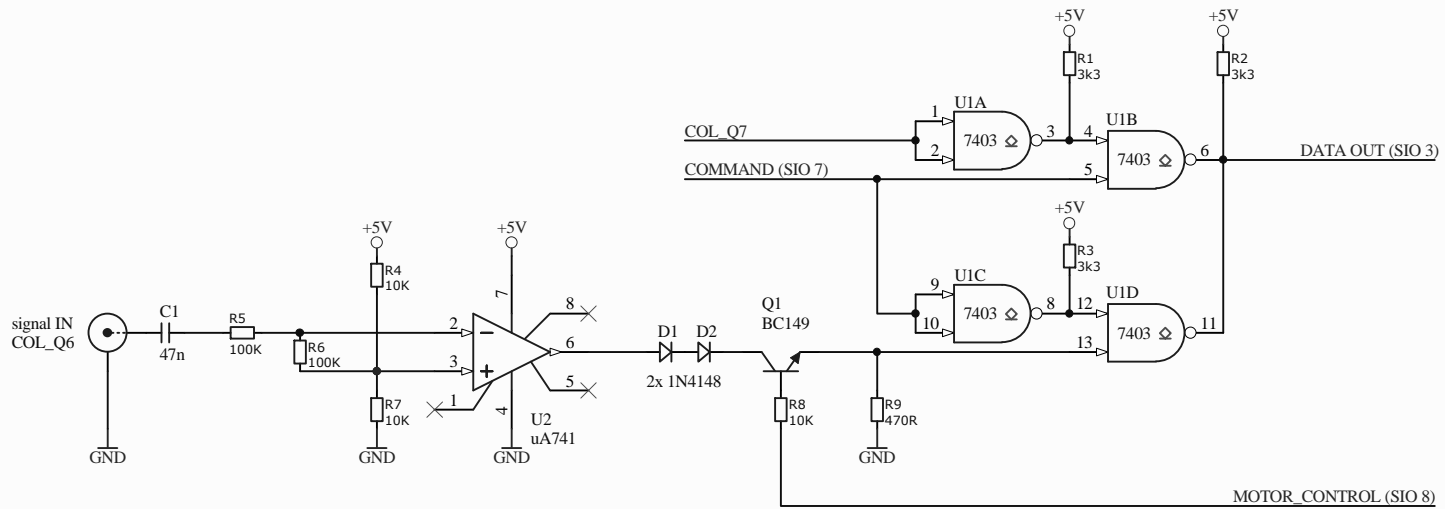 +5V
+5V
R1
3k3
R2
3k3
U1A
1
COL_Q7
2
7403
3
U1B
4
7403
6
DATA OUT (SIO 3)
COMMAND (SIO 7)
5
+5V
+5V
+5V
R4
10K
R3
3k3
7
U1C
9
8
12
U1D
10
7403
7403
11
13
signal IN
COL_Q6
C1
47n
R5
100K
R6
100K
2
3
8
6
5
1
4
U2
uA741
D1
D2
2x 1N4148
Q1
BC149
R7
10K
R8
10K
R9
470R
GND
GND
GND
GND
MOTOR_CONTROL (SIO 8)